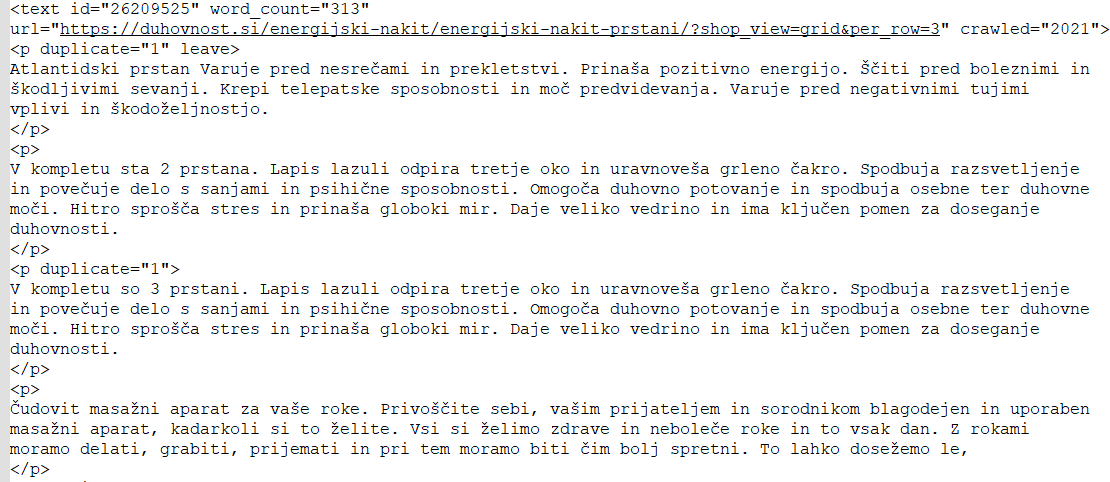 <text id="26209525" word_count="313"
url="https://duhovnost.si/energijski-nakit/energijski-nakit-prstani/?shop_view=grid&per_row=3" crawled="2021">
<p duplicate="1" leave>
Atlantidski prstan Varuje pred nesrečami in prekletstvi. Prinaša pozitivno energijo. Ščiti pred boleznimi in
škodljivimi sevanji. Krepi telepatske sposobnosti in moč predvidevanja. Varuje pred negativnimi tujimi
vplivi in škodoželjnostjo.
</p>
<p>
V kompletu sta 2 prstana. Lapis lazuli odpira tretje oko in uravnoveša grleno čakro. Spodbuja razsvetljenje
in povečuje delo s sanjami in psihične sposobnosti. Omogoča duhovno potovanje in spodbuja osebne ter duhovne
moči. Hitro sprošča stres in prinaša globoki mir. Daje veliko vedrino in ima ključen pomen za doseganje
duhovnosti.
</p>
<p duplicate="1">
V kompletu so 3 prstani. Lapis lazuli odpira tretje oko in uravnoveša grleno čakro. Spodbuja razsvetljenje
in povečuje delo s sanjami in psihične sposobnosti. Omogoča duhovno potovanje in spodbuja osebne ter duhovne
moči. Hitro sprošča stres in prinaša globoki mir. Daje veliko vedrino in ima ključen pomen za doseganje
duhovnosti.
</p>
<p>
Čudovit masažni aparat za vaše roke. Privoščite sebi, vašim prijateljem in sorodnikom blagodejen in uporaben
masažni aparat, kadarkoli si to želite. Vsi si želimo zdrave in neboleče roke in to vsak dan. Z rokami
moramo delati, grabiti, prijemati in pri tem moramo biti čim bolj spretni. To lahko dosežemo le,
</p>